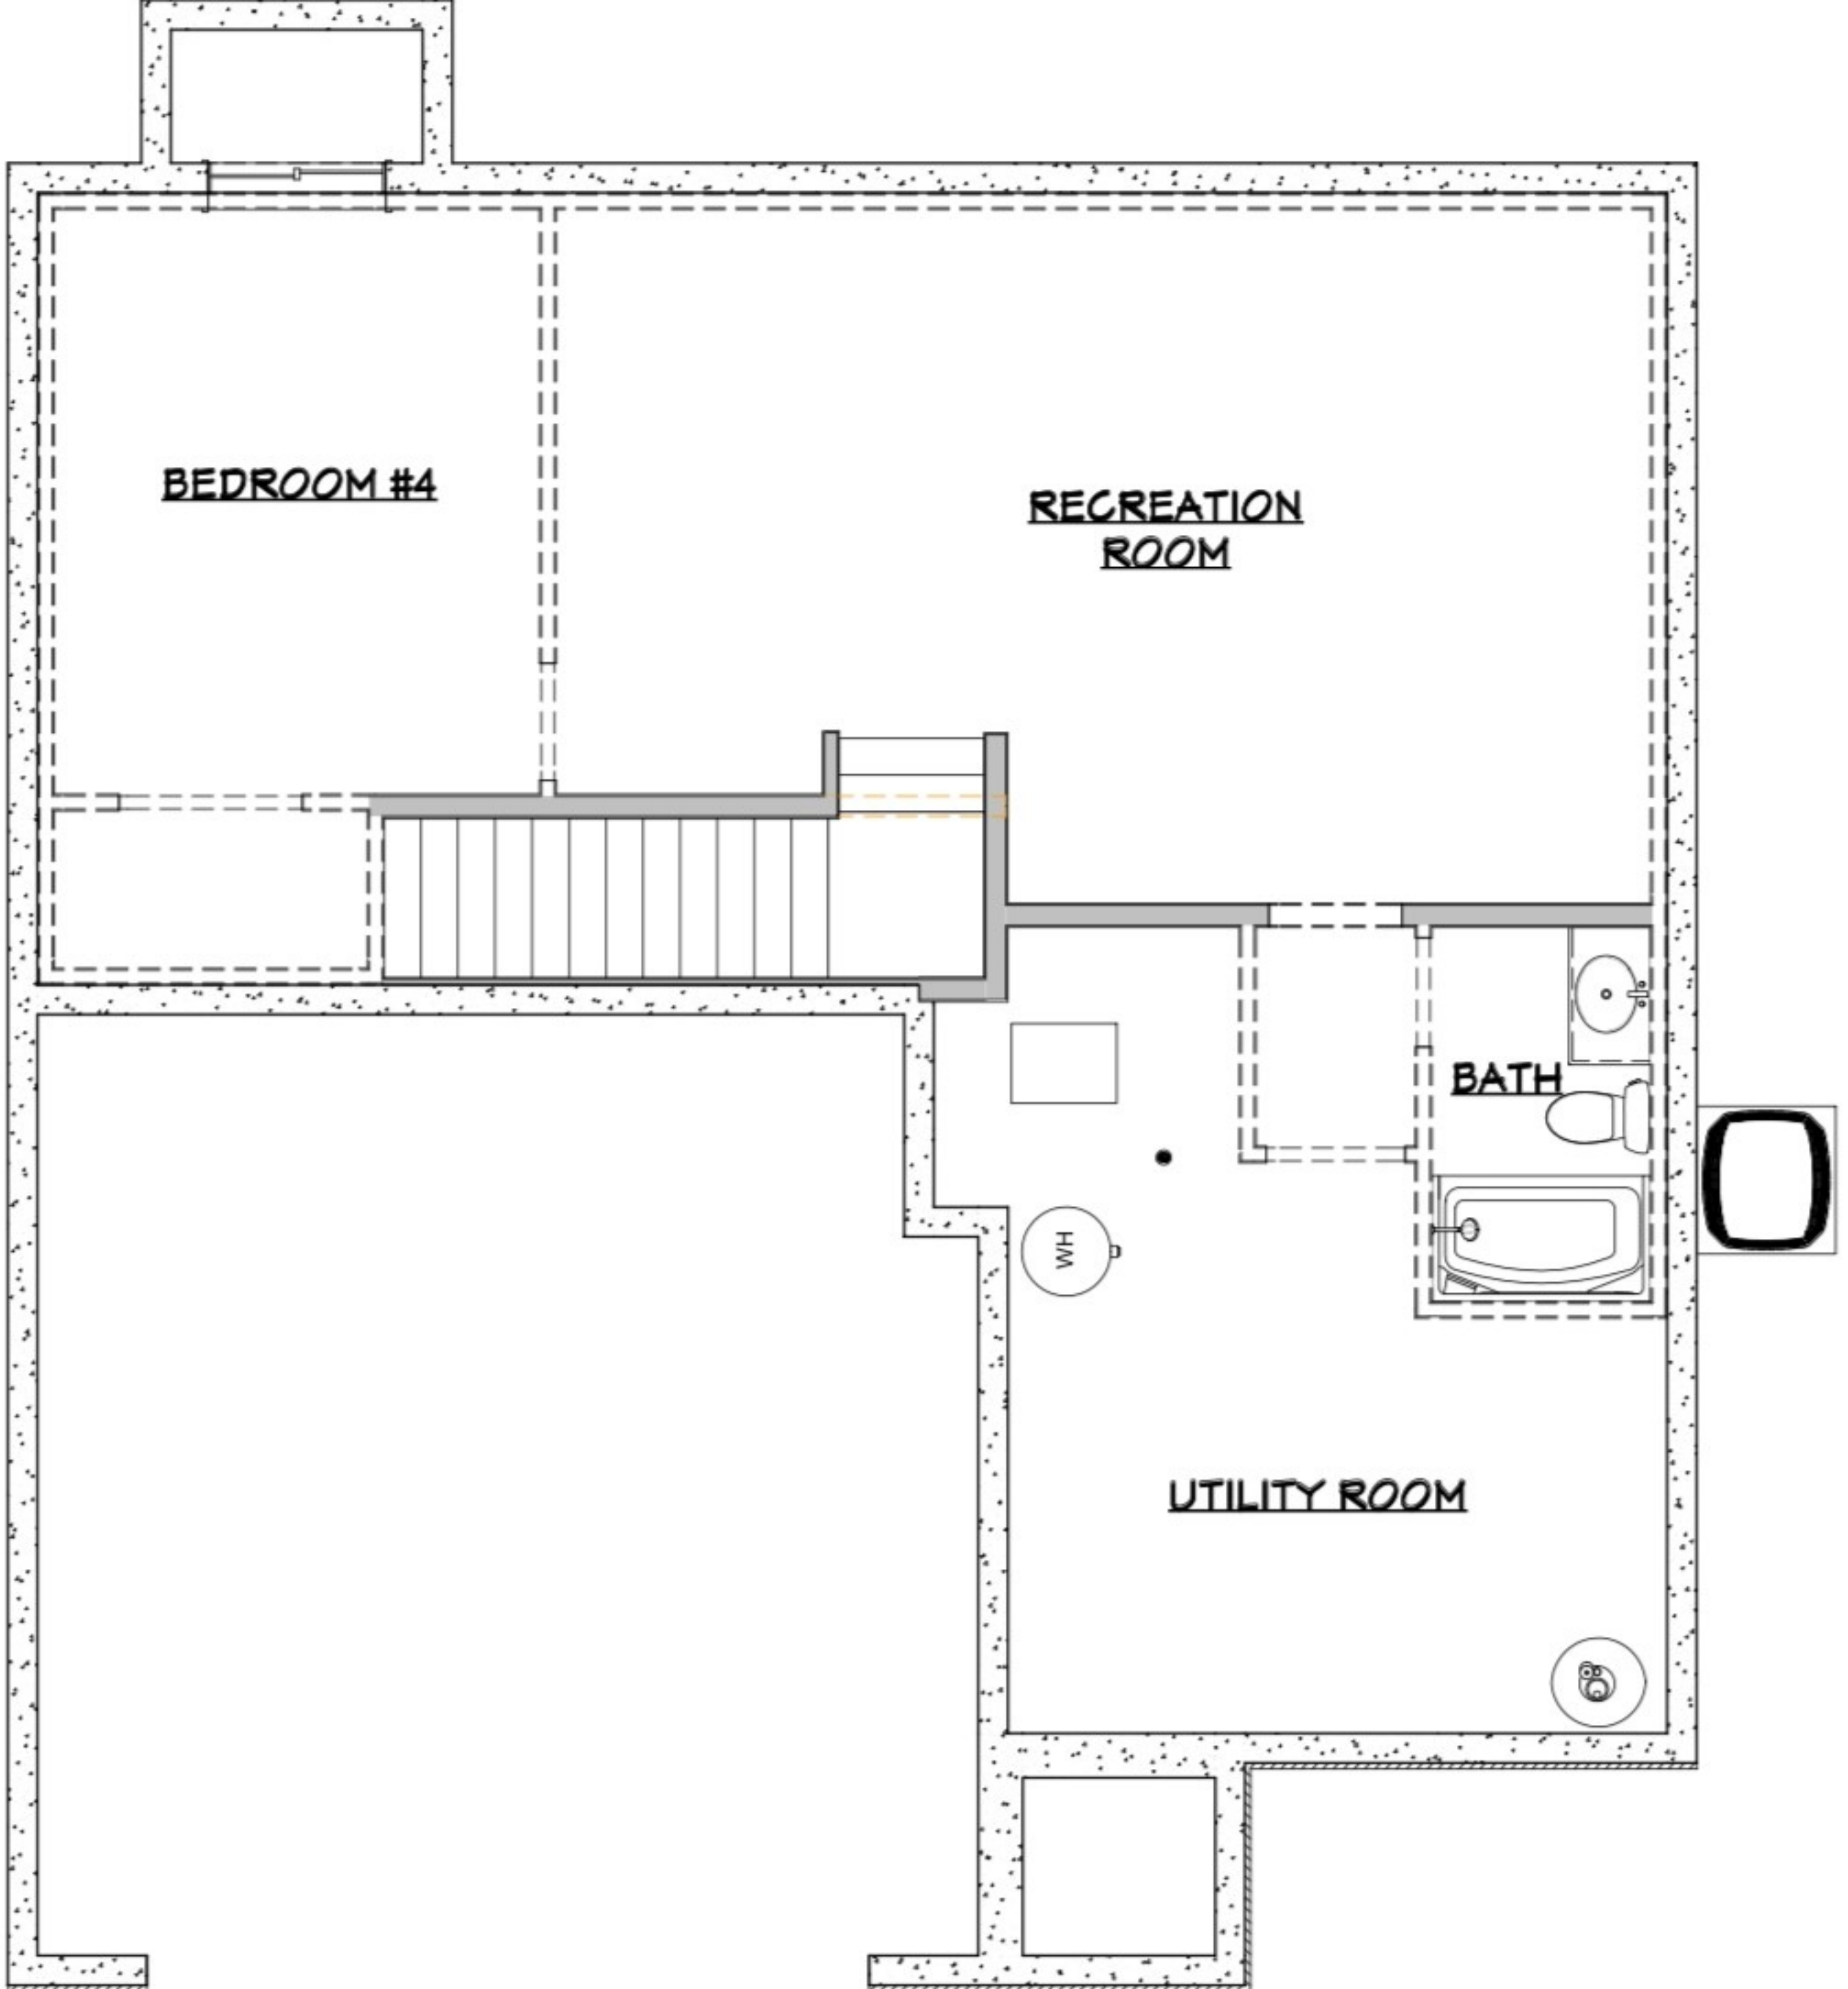 BEDROOM #4
RECREATION
ROOM
BATH
WH
UTILITY ROOM